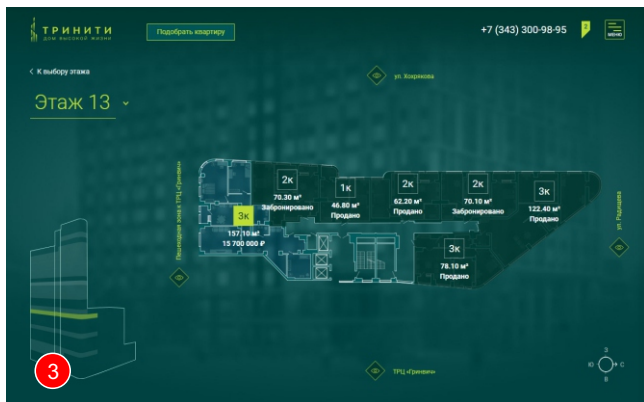 ТРИНИТИ
ДОМ ВЫСОКОЙ ЖИЗНИ
Подобрать квартиру
+7 (343) 300-98-95
2
МЕНЮ
К выбору этажа
Этаж 13
ул. Хохрякова
Пешеходная зона к ТРЦ «Гринвич»
2к
70.30 м²
Забронировано
1к
46.80 м²
Продано
2к
62.20 м²
Продано
2к
70.10 м²
Забронировано
3к
122.40 м²
Продано
3к
157.10 м²
15 700 000 ₽
3к
78.10 м²
Продано
ул. Радищева
ТРЦ «Гринвич»
З
Ю
С
В
3